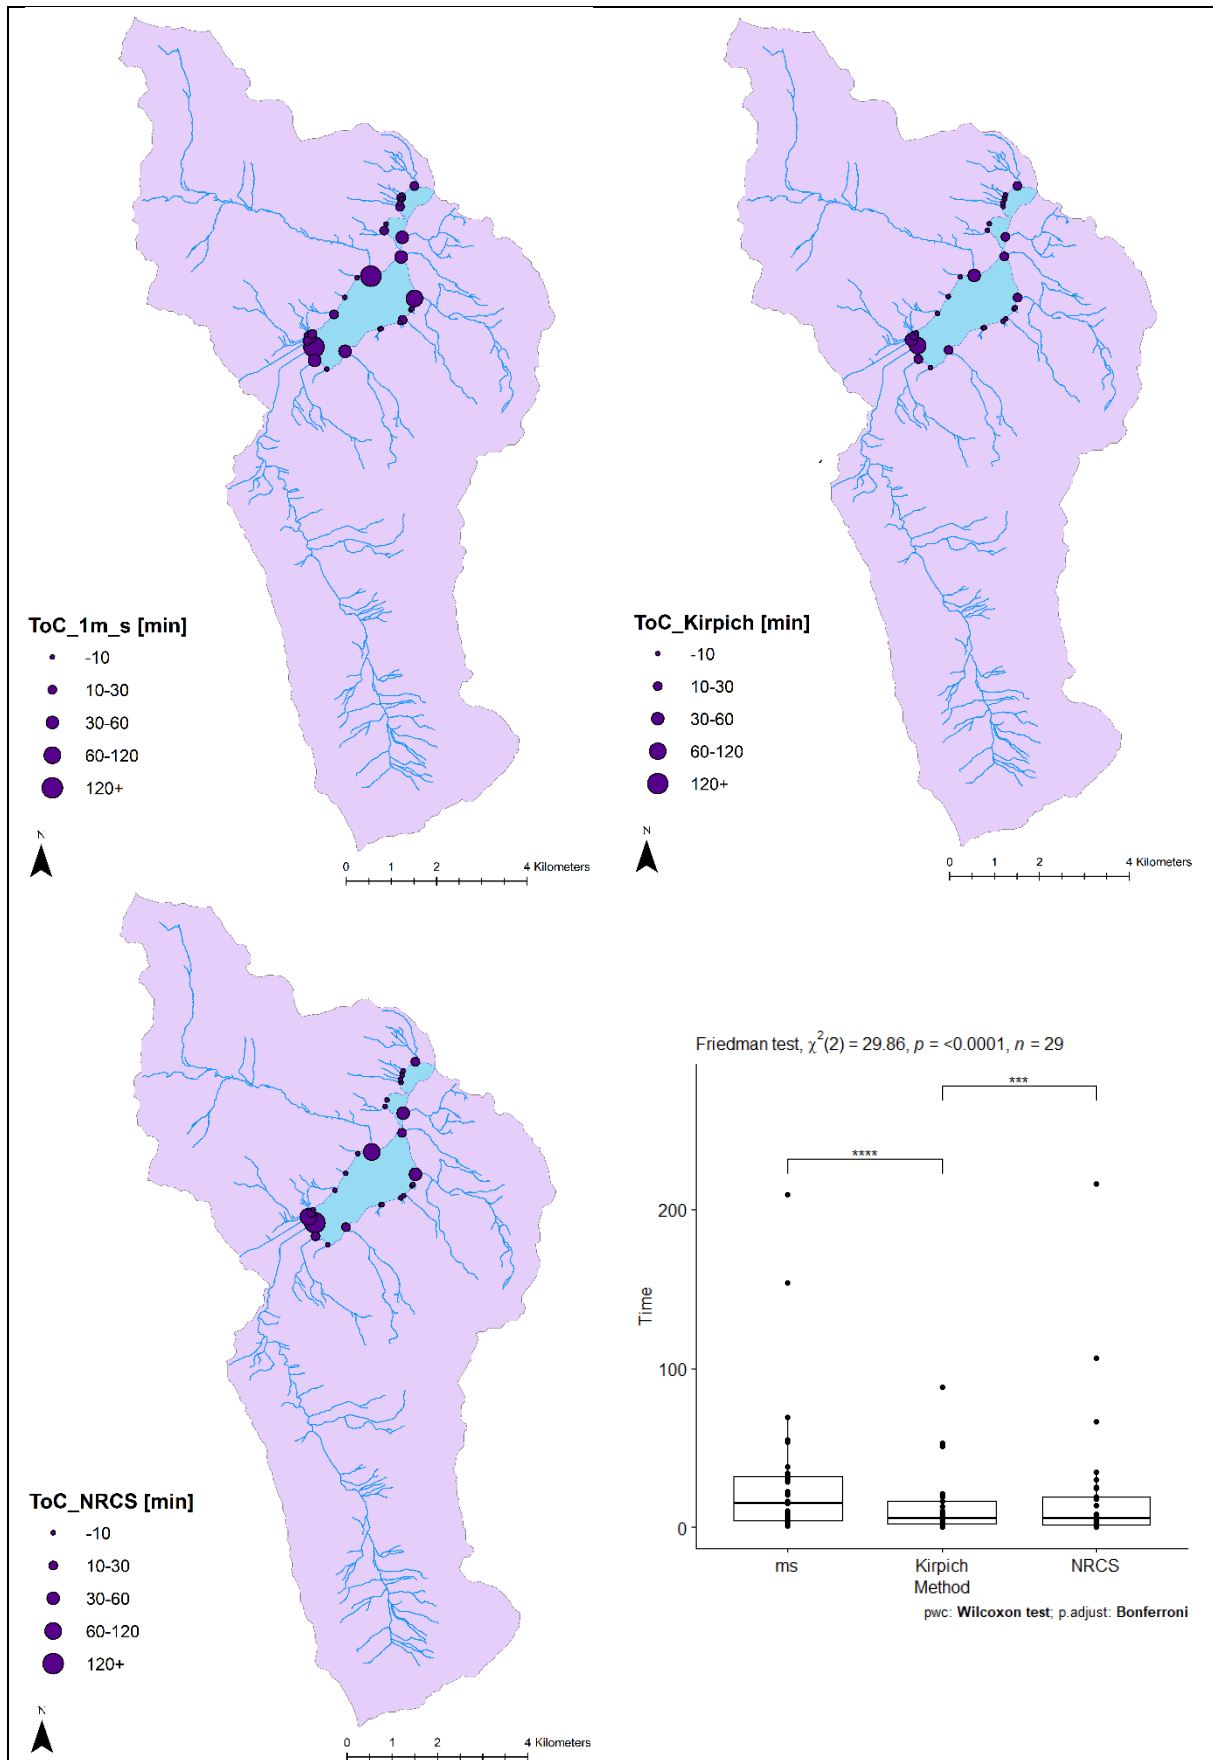 ToC_1m_s [min]
-10
10-30
30-60
60-120
120+
N
0 1 2 4 Kilometers
ToC_Kirpich [min]
-10
10-30
30-60
60-120
120+
N
0 1 2 4 Kilometers
ToC_NRCS [min]
-10
10-30
30-60
60-120
120+
N
0 1 2 4 Kilometers
Friedman test, χ²(2) = 29.86, p = <0.0001, n = 29
***
****
200
100
0
Time
ms Kirpich NRCS
Method
pwc: Wilcoxon test; p.adjust: Bonferroni